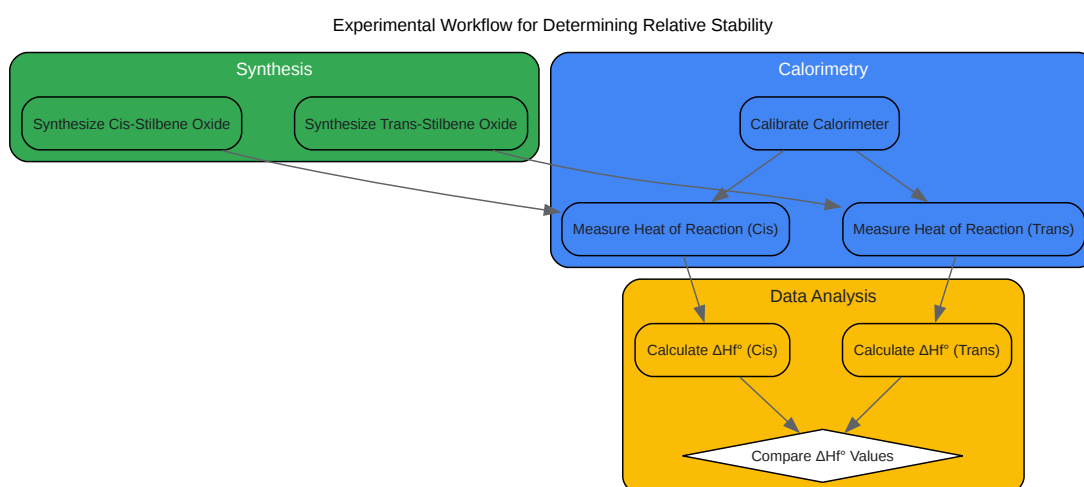 Experimental Workflow for Determining Relative Stability
Synthesis
Calorimetry
Synthesize Cis-Stilbene Oxide
Synthesize Trans-Stilbene Oxide
Calibrate Calorimeter
Measure Heat of Reaction (Cis)
Measure Heat of Reaction (Trans)
Data Analysis
Calculate ΔHf° (Cis)
Calculate ΔHf° (Trans)
Compare ΔHf° Values